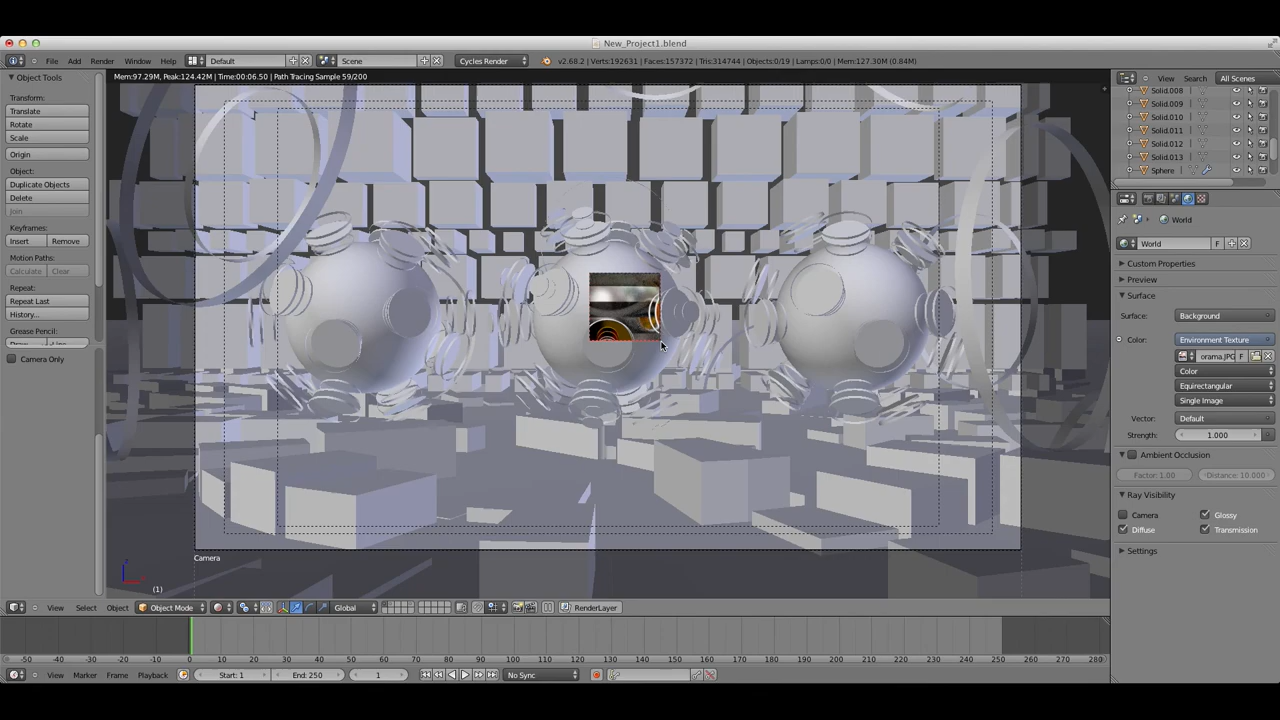 New_Project1.blend
File Add Render Window Help Default Scene Cycles Render v2.68.2 | Verts:192631 | Faces:157372 | Tris:314744 | Objects:0/19 | Lamps:0/0 | Mem:127.30M (0.84M)
Object Tools
Transform:
Translate
Rotate
Scale
Origin
Object:
Duplicate Objects
Delete
Join
Keyframes:
Insert Remove
Motion Paths:
Calculate Clear
Repeat:
Repeat Last
History...
Grease Pencil:
Camera Only
Mem:97.29M, Peak:124.42M | Time:00:06.50 | Path Tracing Sample 59/200
Camera
(1)
View Select Object Object Mode Global RenderLayer
View Search All Scenes
Solid.008
Solid.009
Solid.010
Solid.011
Solid.012
Solid.013
Sphere
World
World F
Custom Properties
Preview
Surface
Surface: Background
Color: Environment Texture
orama.JPG F
Color
Equirectangular
Single Image
Vector: Default
Strength: 1.000
Ambient Occlusion
Factor: 1.00 Distance: 10.000
Ray Visibility
Camera Glossy
Diffuse Transmission
Settings
-50 -40 -30 -20 -10 0 10 20 30 40 50 60 70 80 90 100 110 120 130 140 150 160 170 180 190 200 210 220 230 240 250 260 270 280
View Marker Frame Playback Start: 1 End: 250 1 No Sync